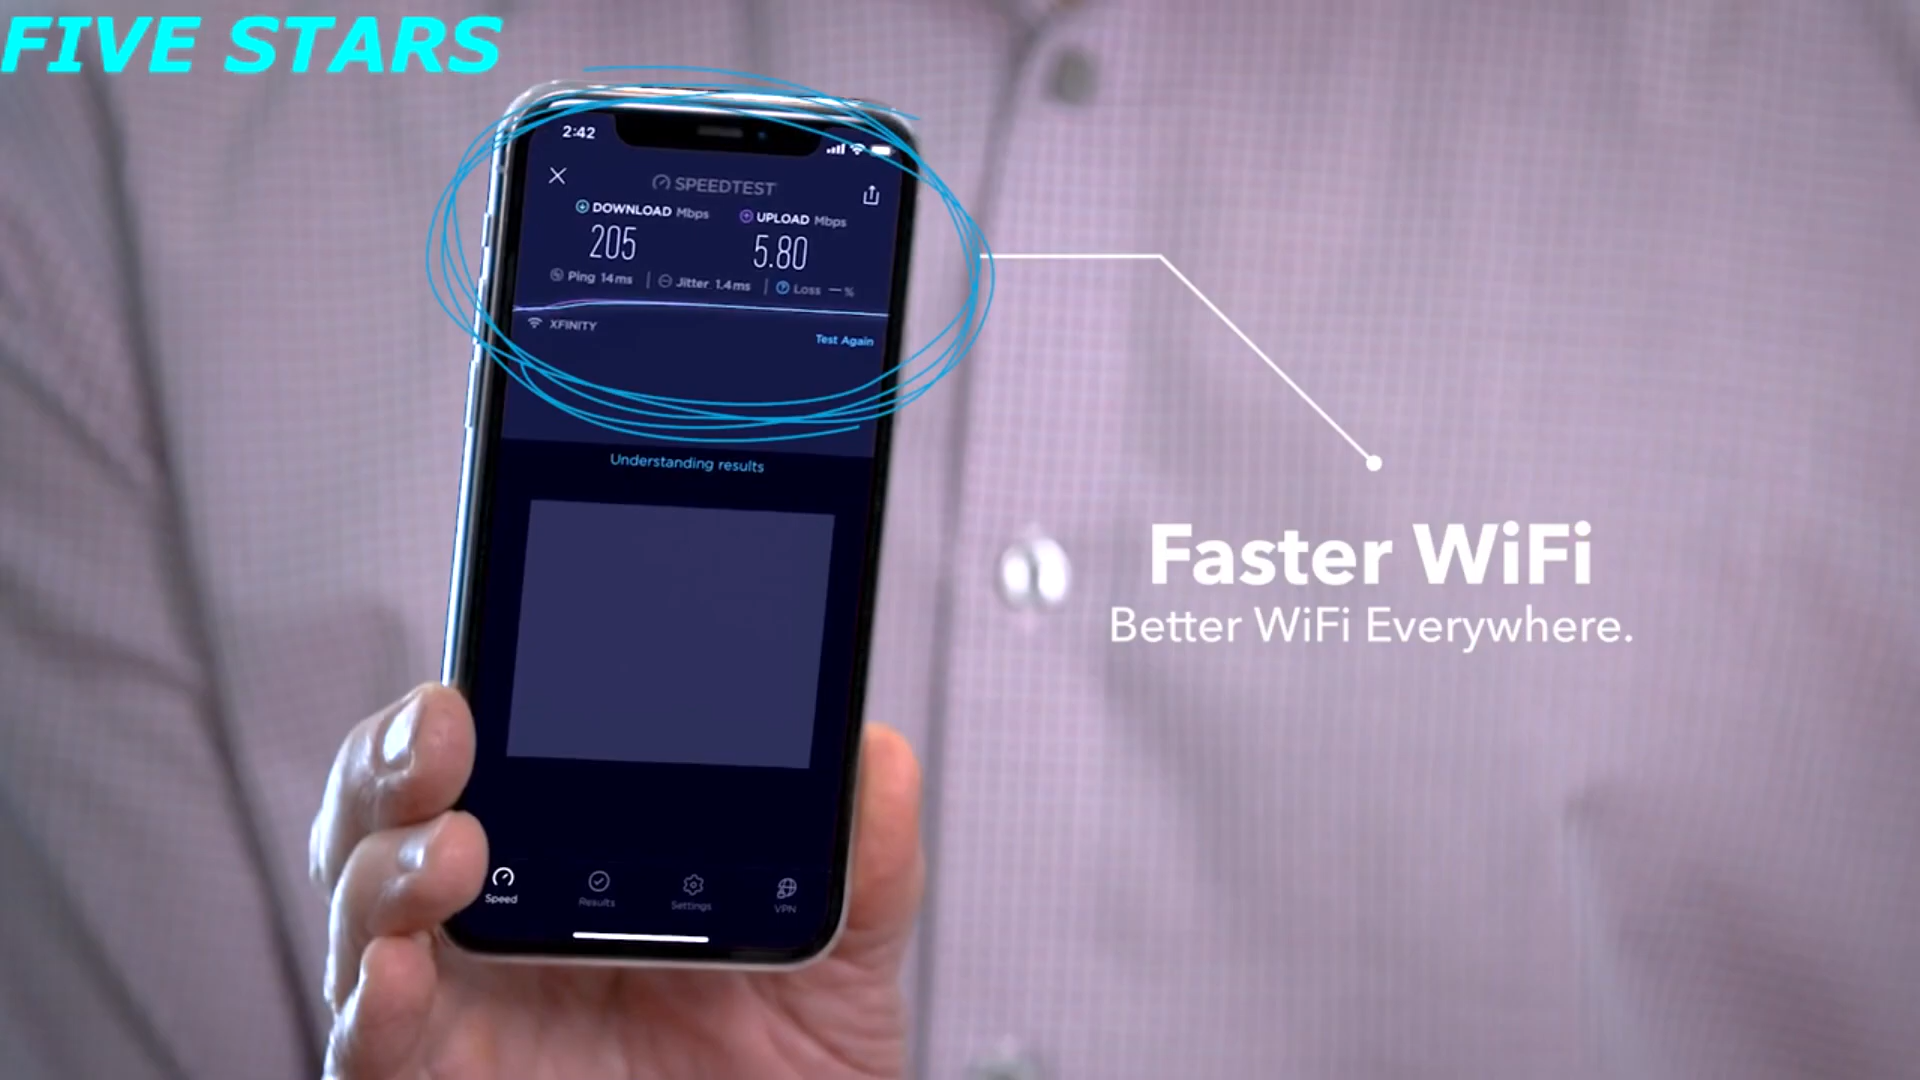 FIVE STARS
2:42
SPEEDTEST
DOWNLOAD Mbps
UPLOAD Mbps
205
5.80
Ping 14ms
Jitter 1.4ms
Loss — %
XFINITY
Test Again
Understanding results
Faster WiFi
Better WiFi Everywhere.
Speed
Results
Settings
VPN